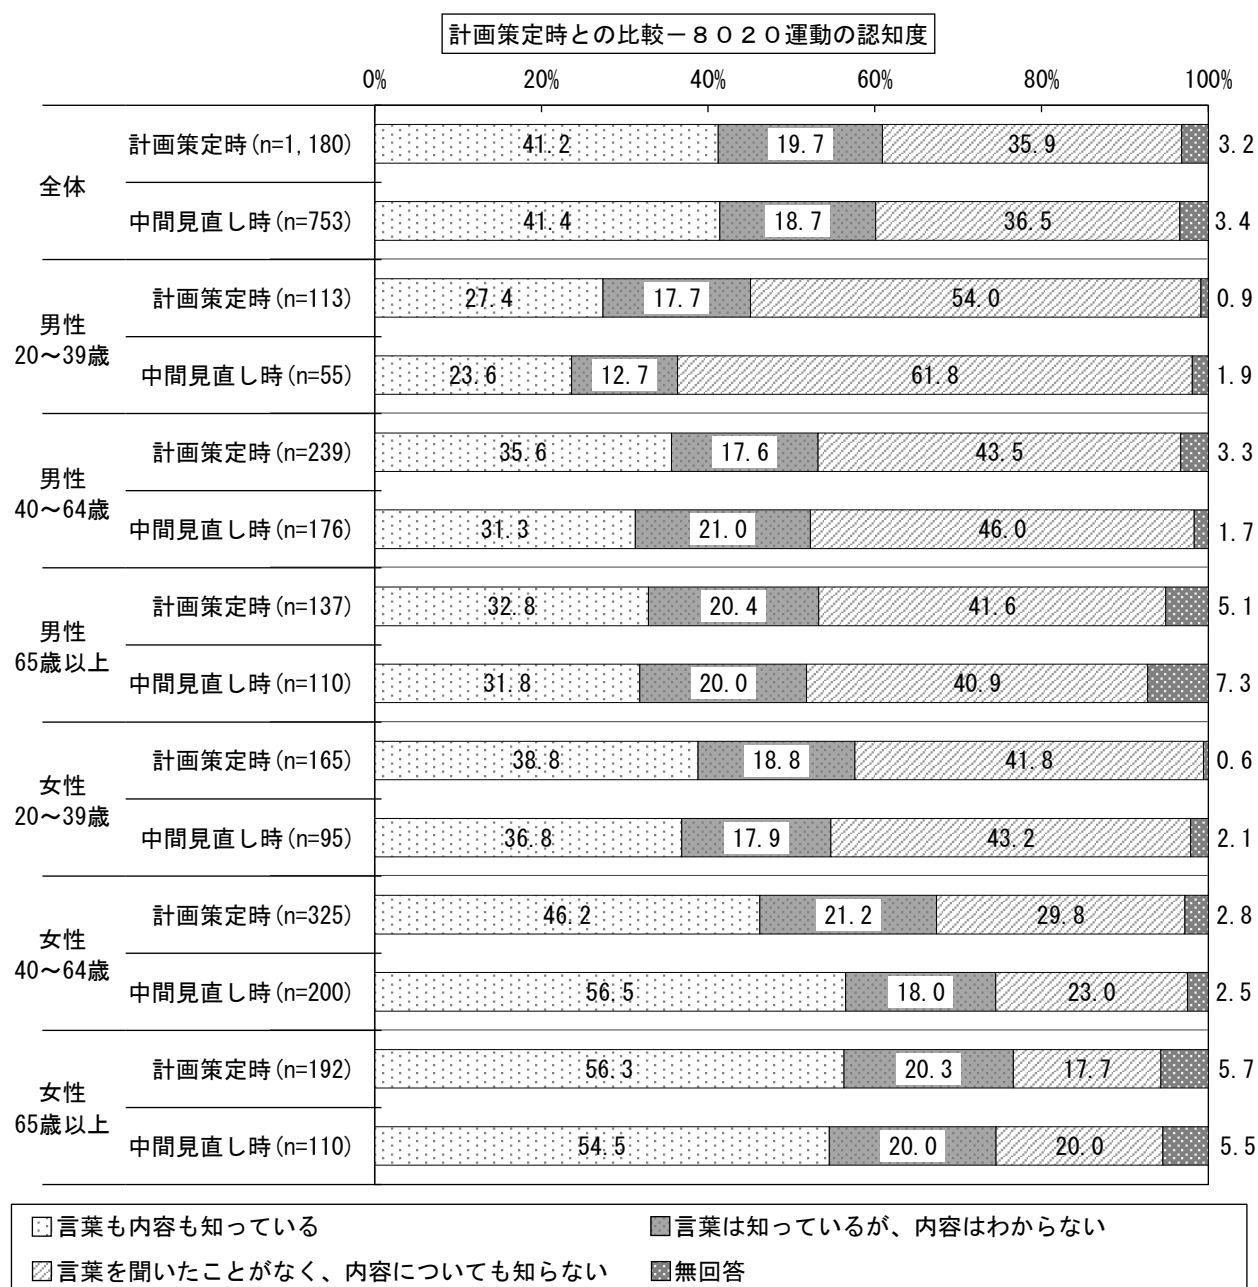 計画策定時との比較－８０２０運動の認知度
0% 20% 40% 60% 80% 100%
全体
計画策定時(n=1,180) 41.2 19.7 35.9 3.2
中間見直し時(n=753) 41.4 18.7 36.5 3.4
男性
20～39歳
計画策定時(n=113) 27.4 17.7 54.0 0.9
中間見直し時(n=55) 23.6 12.7 61.8 1.9
男性
40～64歳
計画策定時(n=239) 35.6 17.6 43.5 3.3
中間見直し時(n=176) 31.3 21.0 46.0 1.7
男性
65歳以上
計画策定時(n=137) 32.8 20.4 41.6 5.1
中間見直し時(n=110) 31.8 20.0 40.9 7.3
女性
20～39歳
計画策定時(n=165) 38.8 18.8 41.8 0.6
中間見直し時(n=95) 36.8 17.9 43.2 2.1
女性
40～64歳
計画策定時(n=325) 46.2 21.2 29.8 2.8
中間見直し時(n=200) 56.5 18.0 23.0 2.5
女性
65歳以上
計画策定時(n=192) 56.3 20.3 17.7 5.7
中間見直し時(n=110) 54.5 20.0 20.0 5.5
言葉も内容も知っている 言葉は知っているが、内容はわからない
言葉を聞いたことがなく、内容についても知らない 無回答